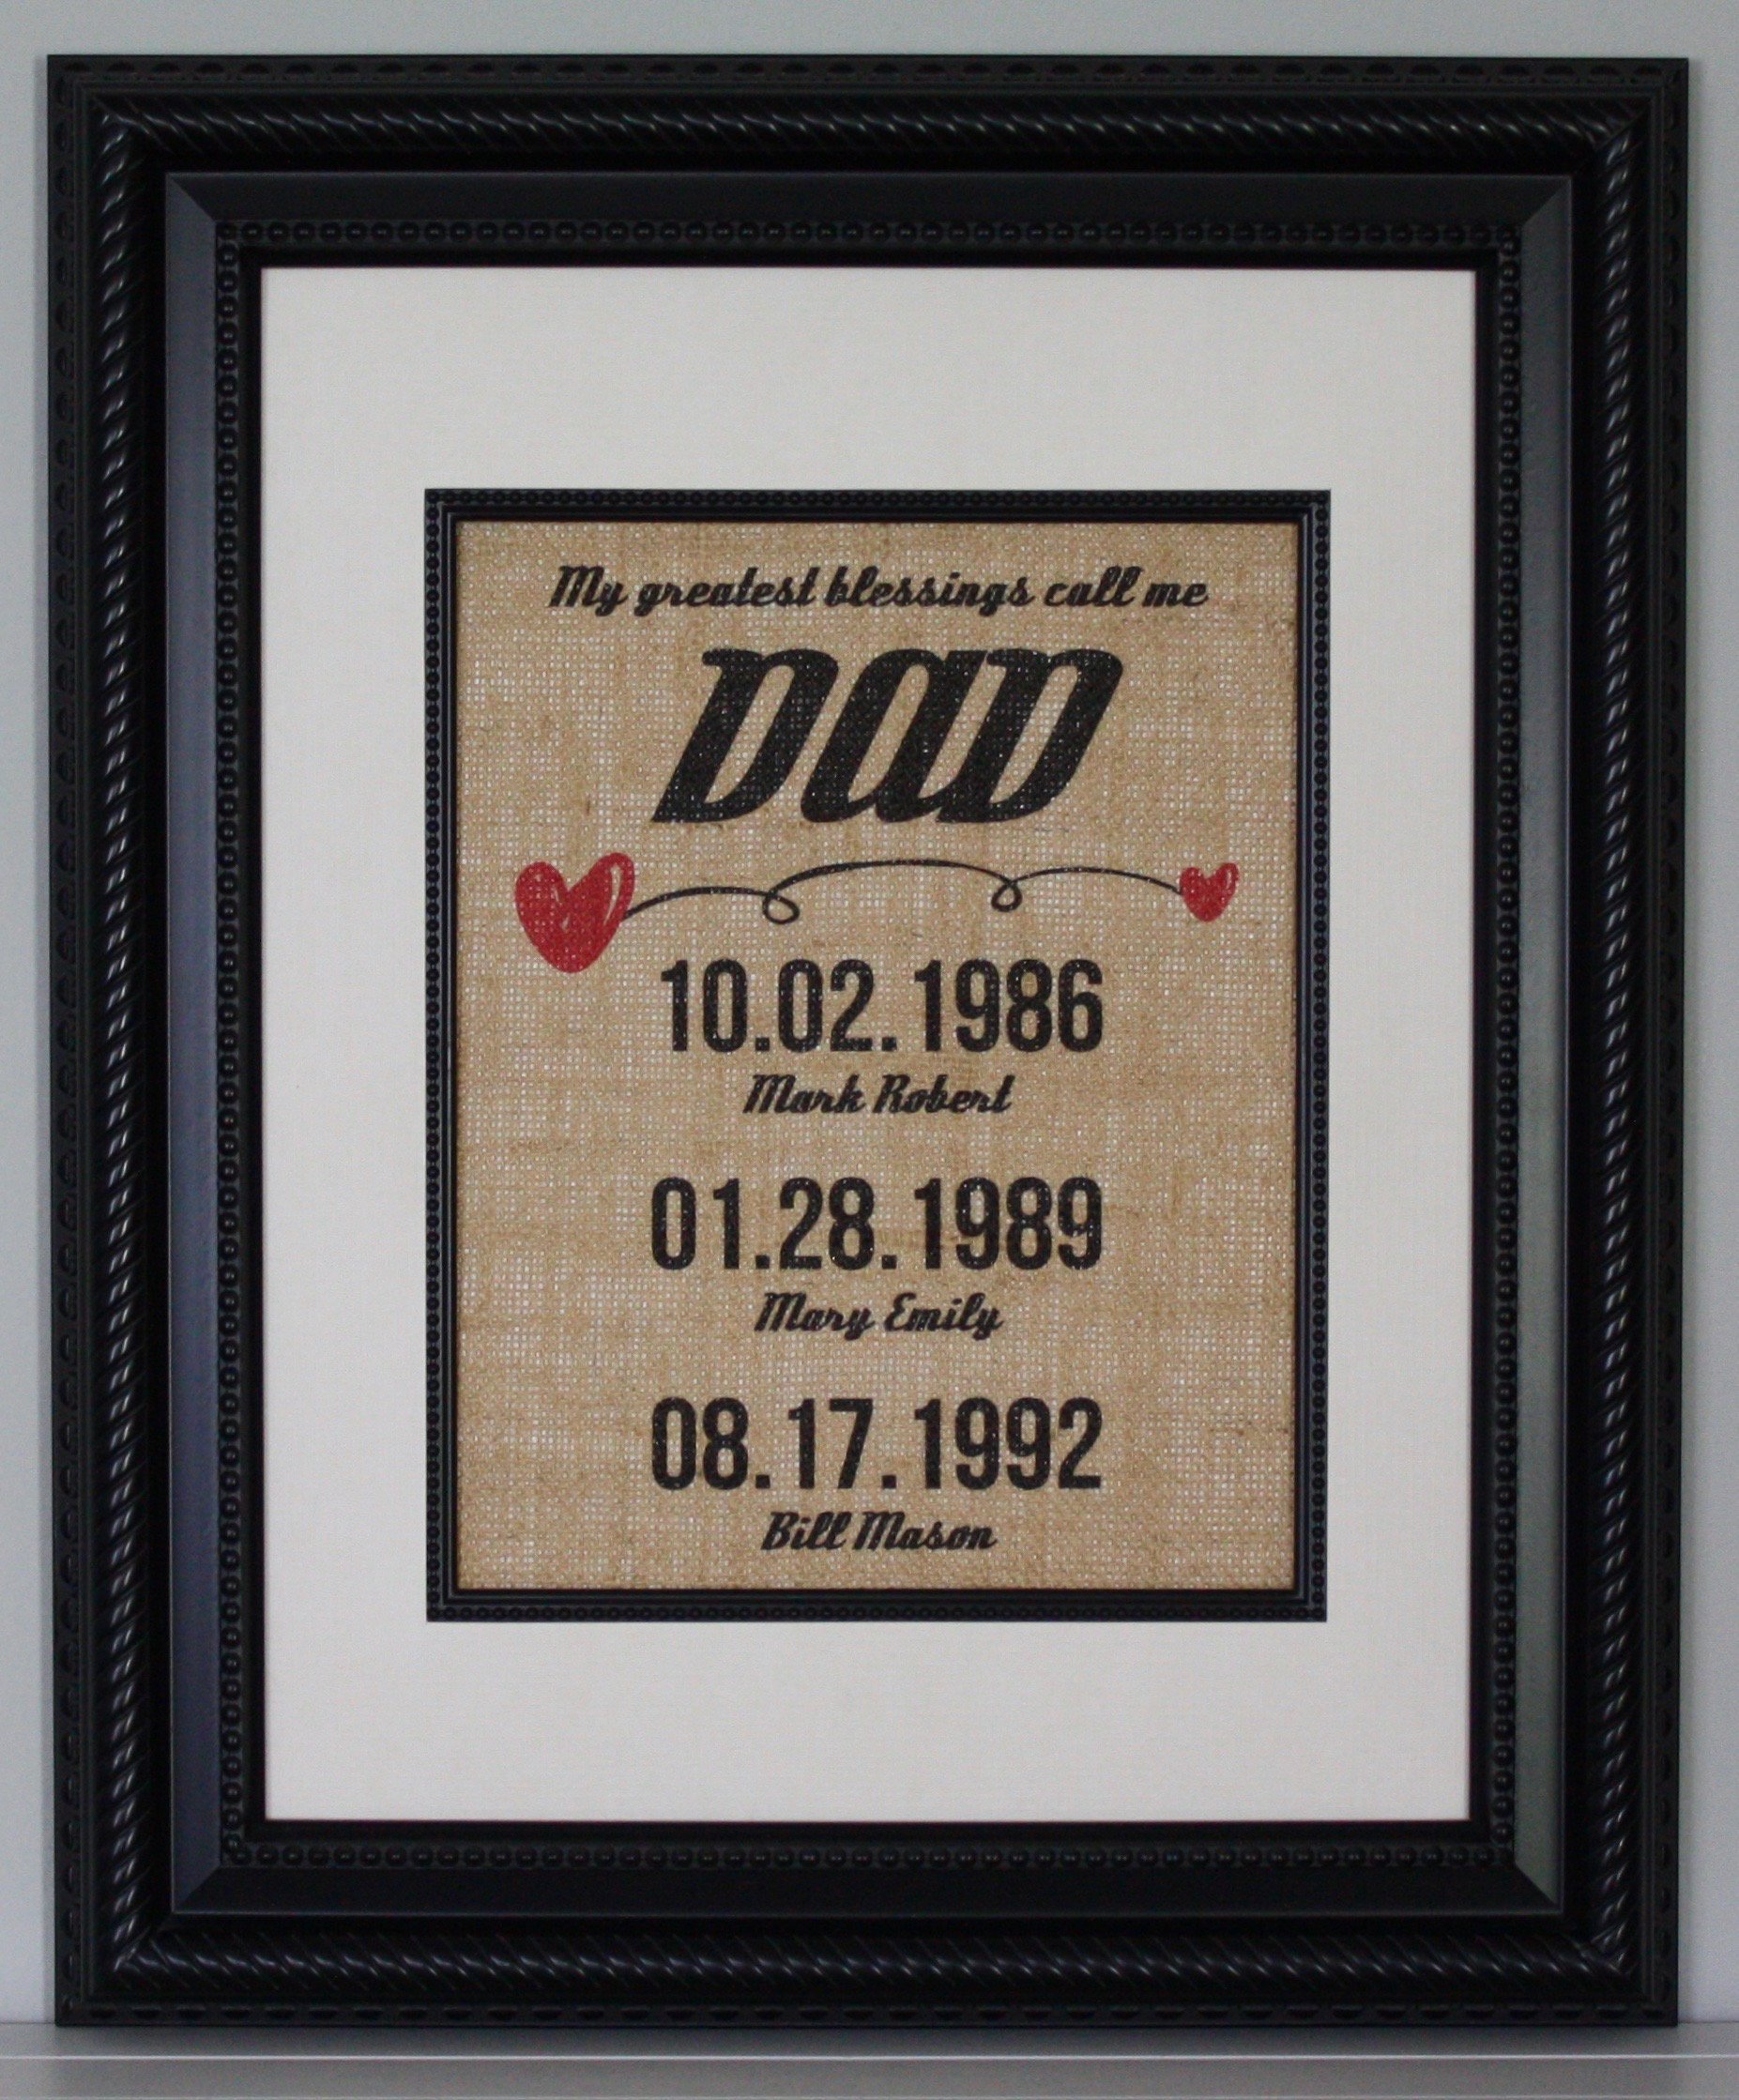 My greatest blessings call me
DAD
10.02.1986
Mark Robert
01.28.1989
Mary Emily
08.17.1992
Bill Mason